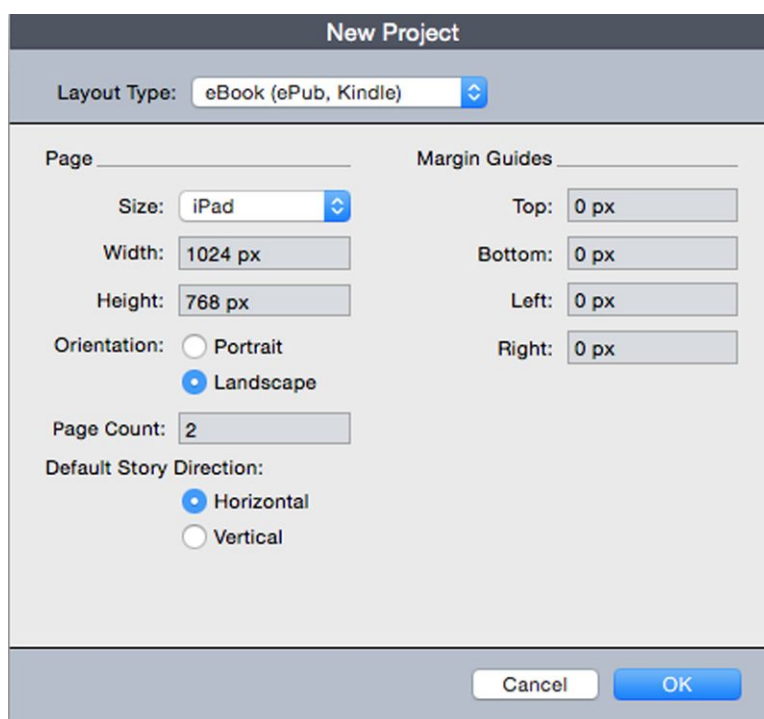 New Project
Layout Type: eBook (ePub, Kindle)
Page
Size: iPad
Width: 1024 px
Height: 768 px
Orientation: Portrait
Landscape
Page Count: 2
Default Story Direction:
Horizontal
Vertical
Margin Guides
Top: 0 px
Bottom: 0 px
Left: 0 px
Right: 0 px
Cancel
OK